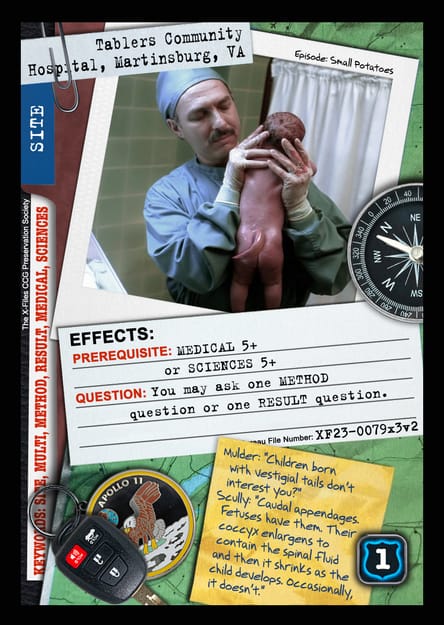 Tablers Community
Hospital, Martinsburg, VA
Episode: Small Potatoes
SITE
The X-Files CCG Preservation Society
KEYWORDS: SITE, MULTI, METHOD, RESULT, MEDICAL, SCIENCES
N
NE
E
NW
W
EFFECTS:
PREREQUISITE: MEDICAL 5+
or SCIENCES 5+
QUESTION: You may ask one METHOD
question or one RESULT question.
File Number: XF23-0079x3v2
APOLLO 11
Mulder: "Children born
with vestigial tails don't
interest you?"
Scully: "Caudal appendages.
Fetuses have them. Their
coccyx enlargens to
contain the spinal fluid
and then it shrinks as the
child develops. Occasionally,
it doesn't."
1